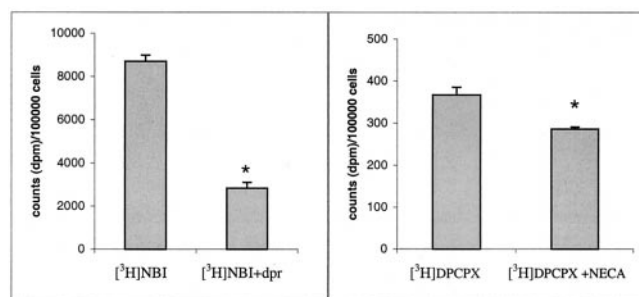 counts (dpm)/100000 cells
10000
8000
6000
4000
2000
0
*
[³H]NBI
[³H]NBI+dpr
counts (dpm)/100000 cells
500
400
300
200
100
0
*
[³H]DPCPX
[³H]DPCPX +NECA